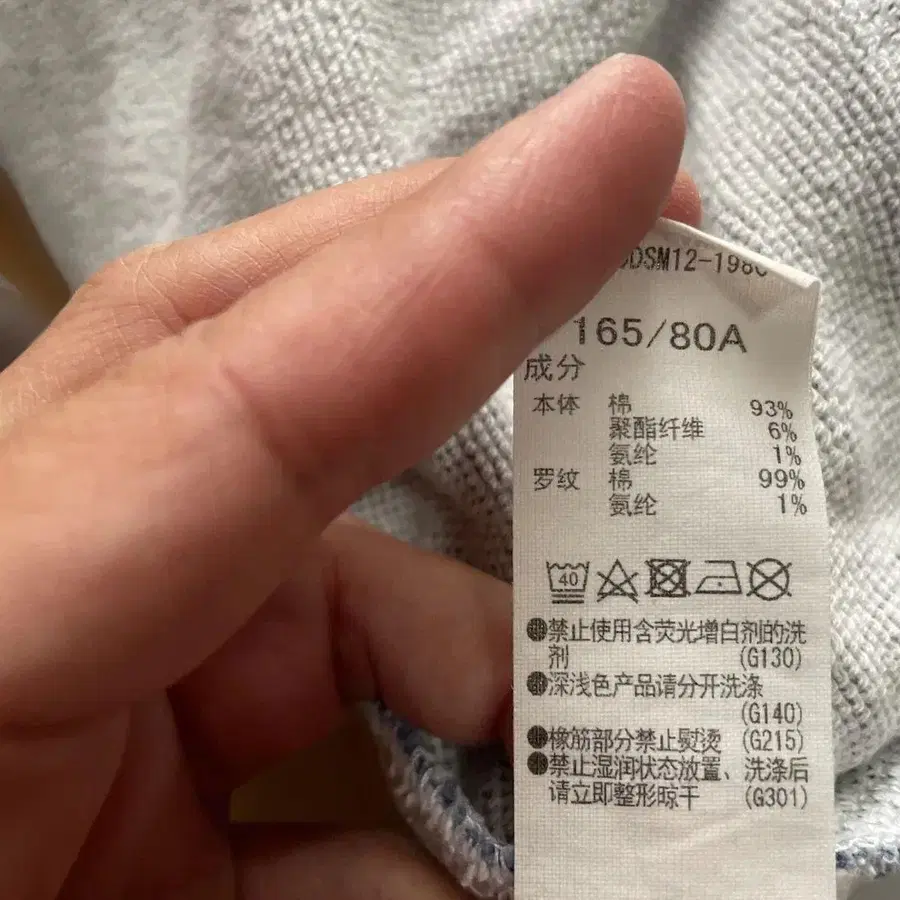 DSM12-198
165/80A
成分
本体 棉 93%
聚酯纤维 6%
氨纶 1%
罗纹 棉 99%
氨纶 1%
40
●禁止使用含荧光增白剂的洗
剂 (G130)
●深浅色产品请分开洗涤
(G140)
●橡筋部分禁止熨烫 (G215)
●禁止湿润状态放置、洗涤后
请立即整形晾干 (G301)